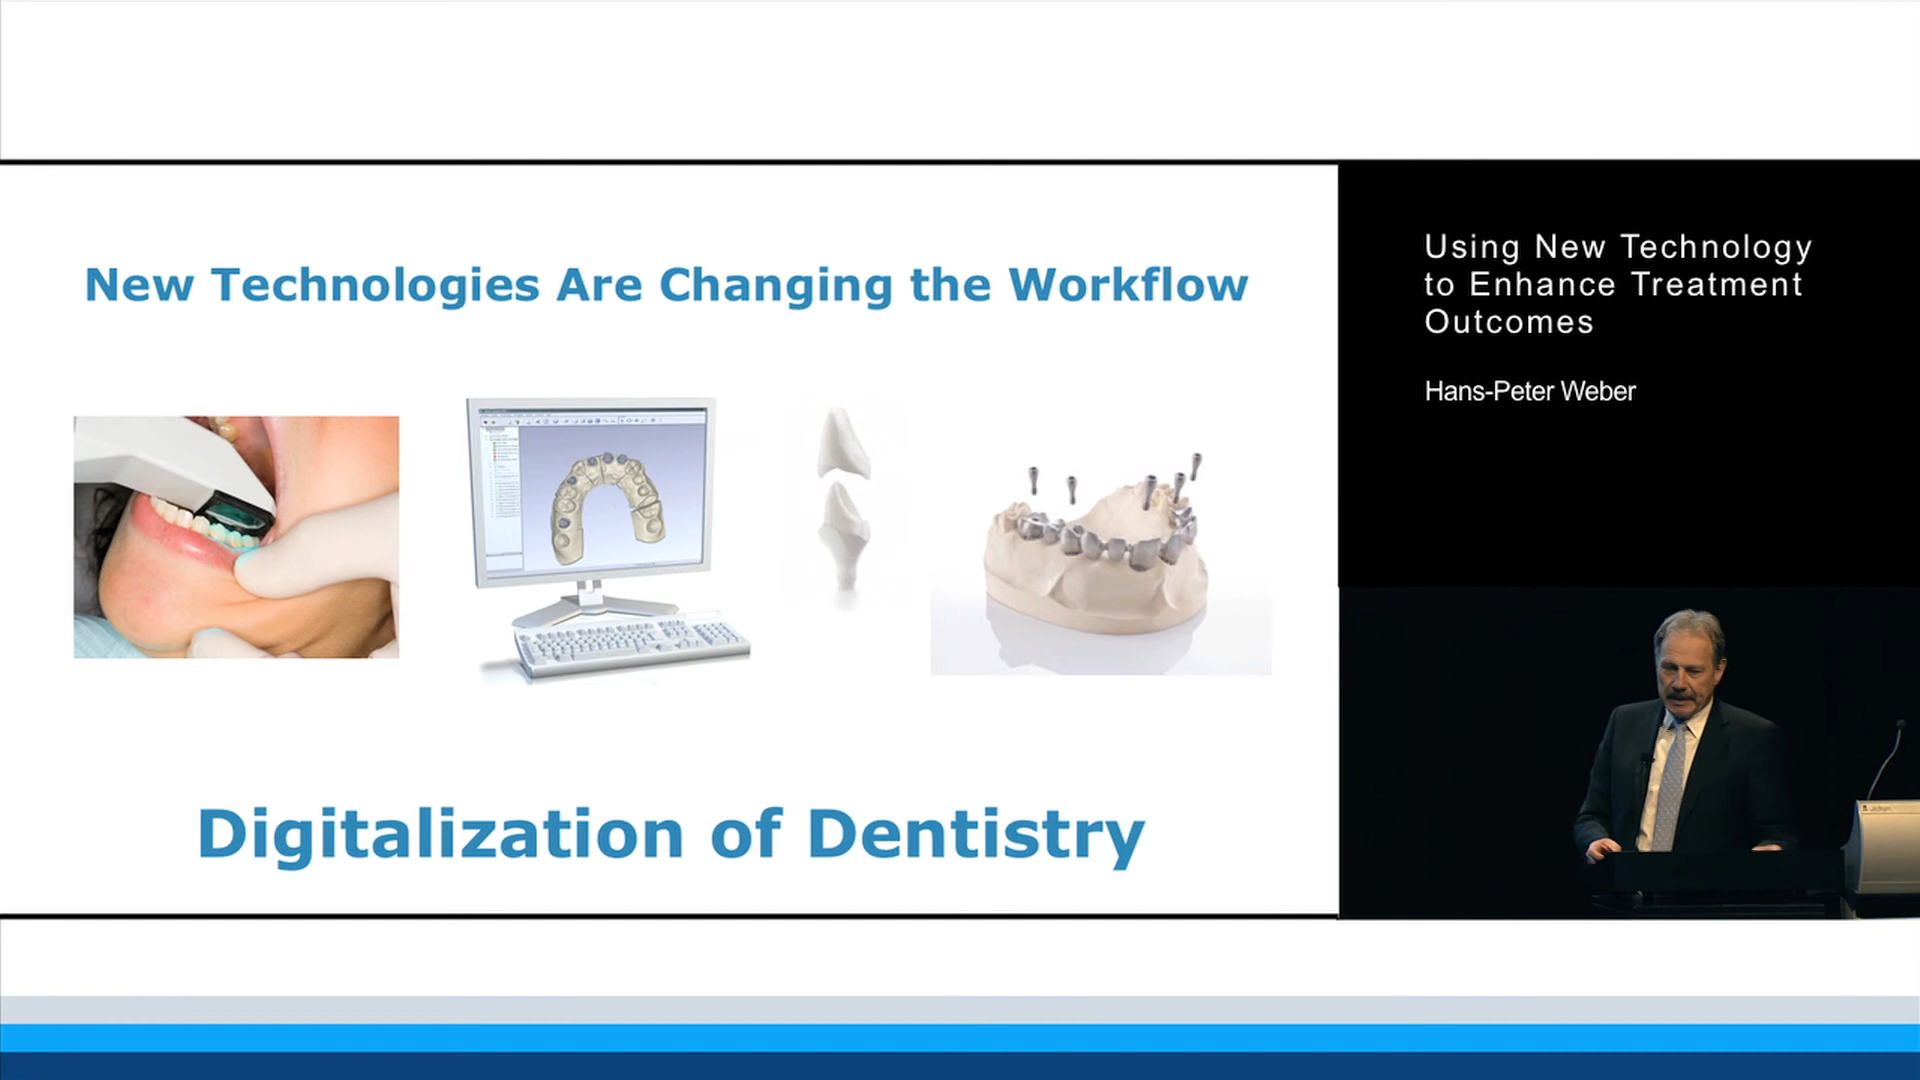 New Technologies Are Changing the Workflow
Digitalization of Dentistry
Using New Technology
to Enhance Treatment
Outcomes
Hans-Peter Weber